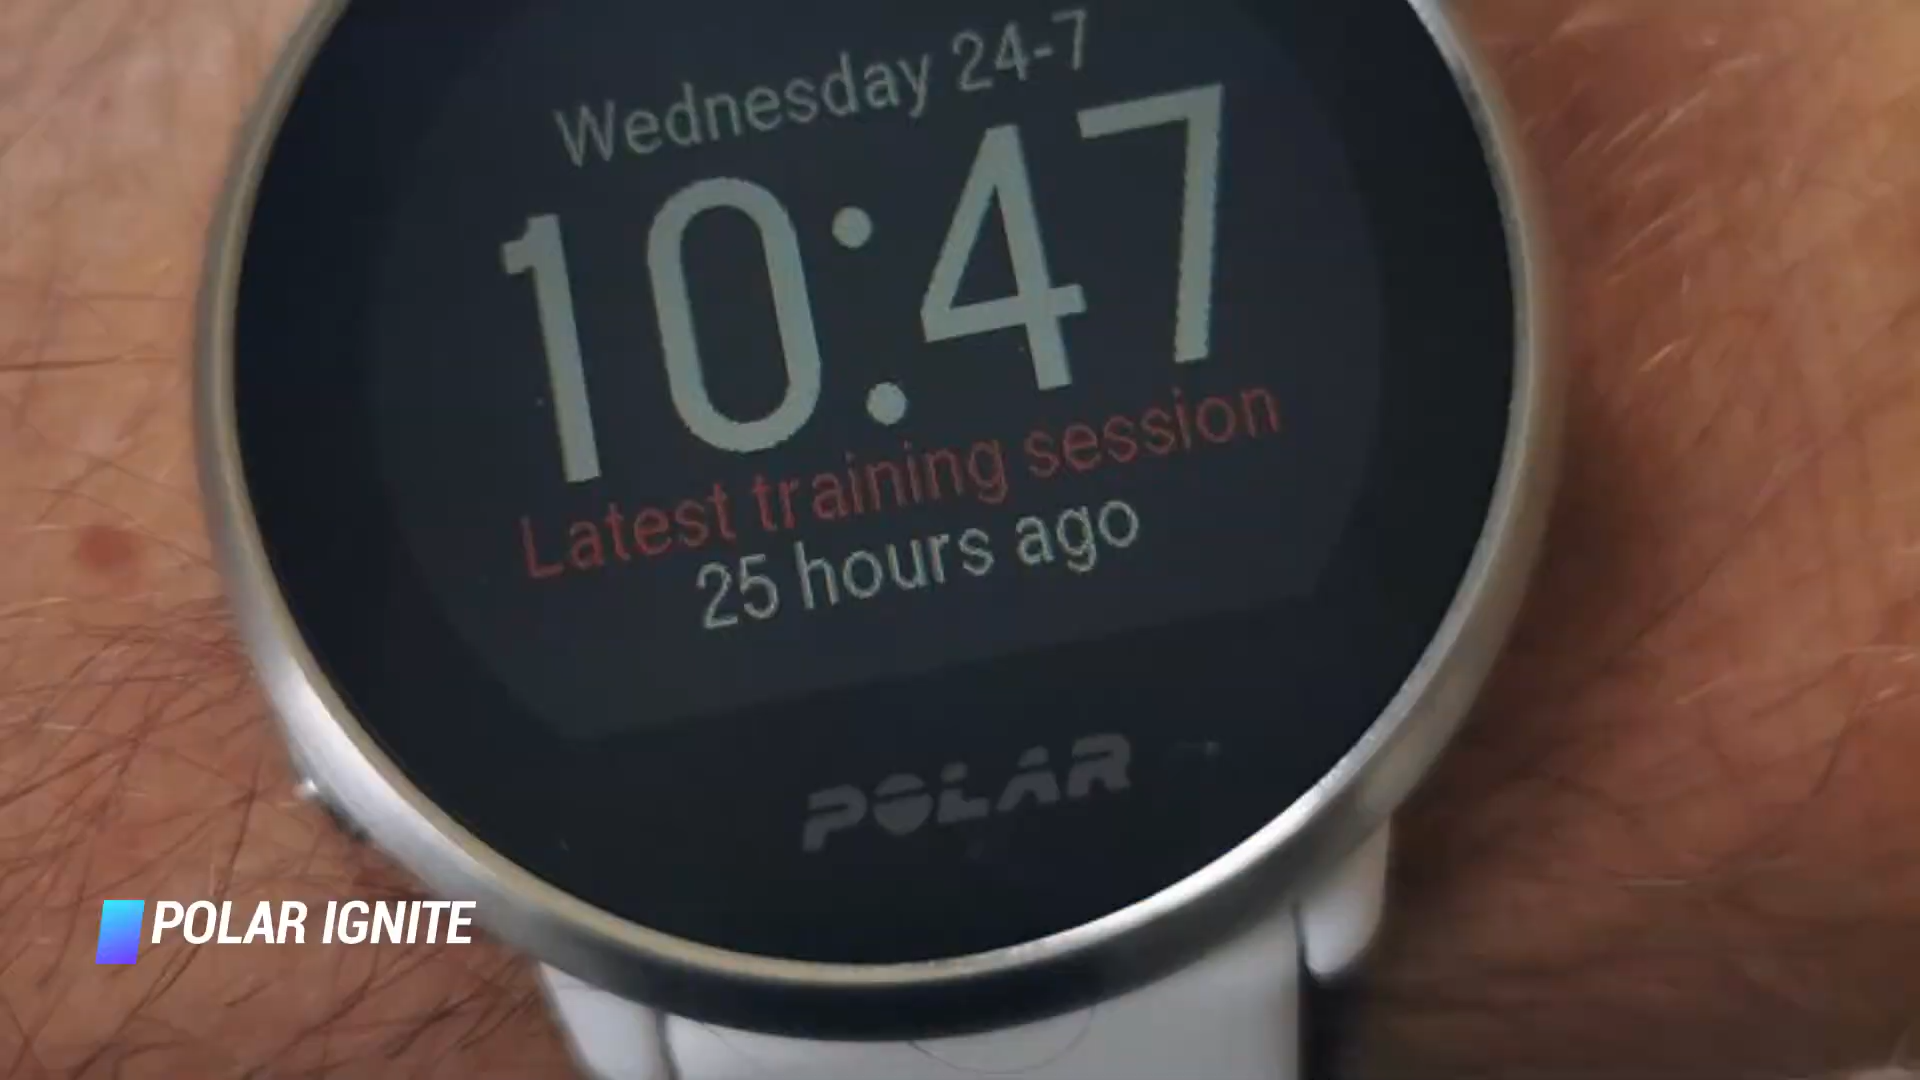 Wednesday 24-7
10:47
Latest training session
25 hours ago
POLAR
POLAR IGNITE